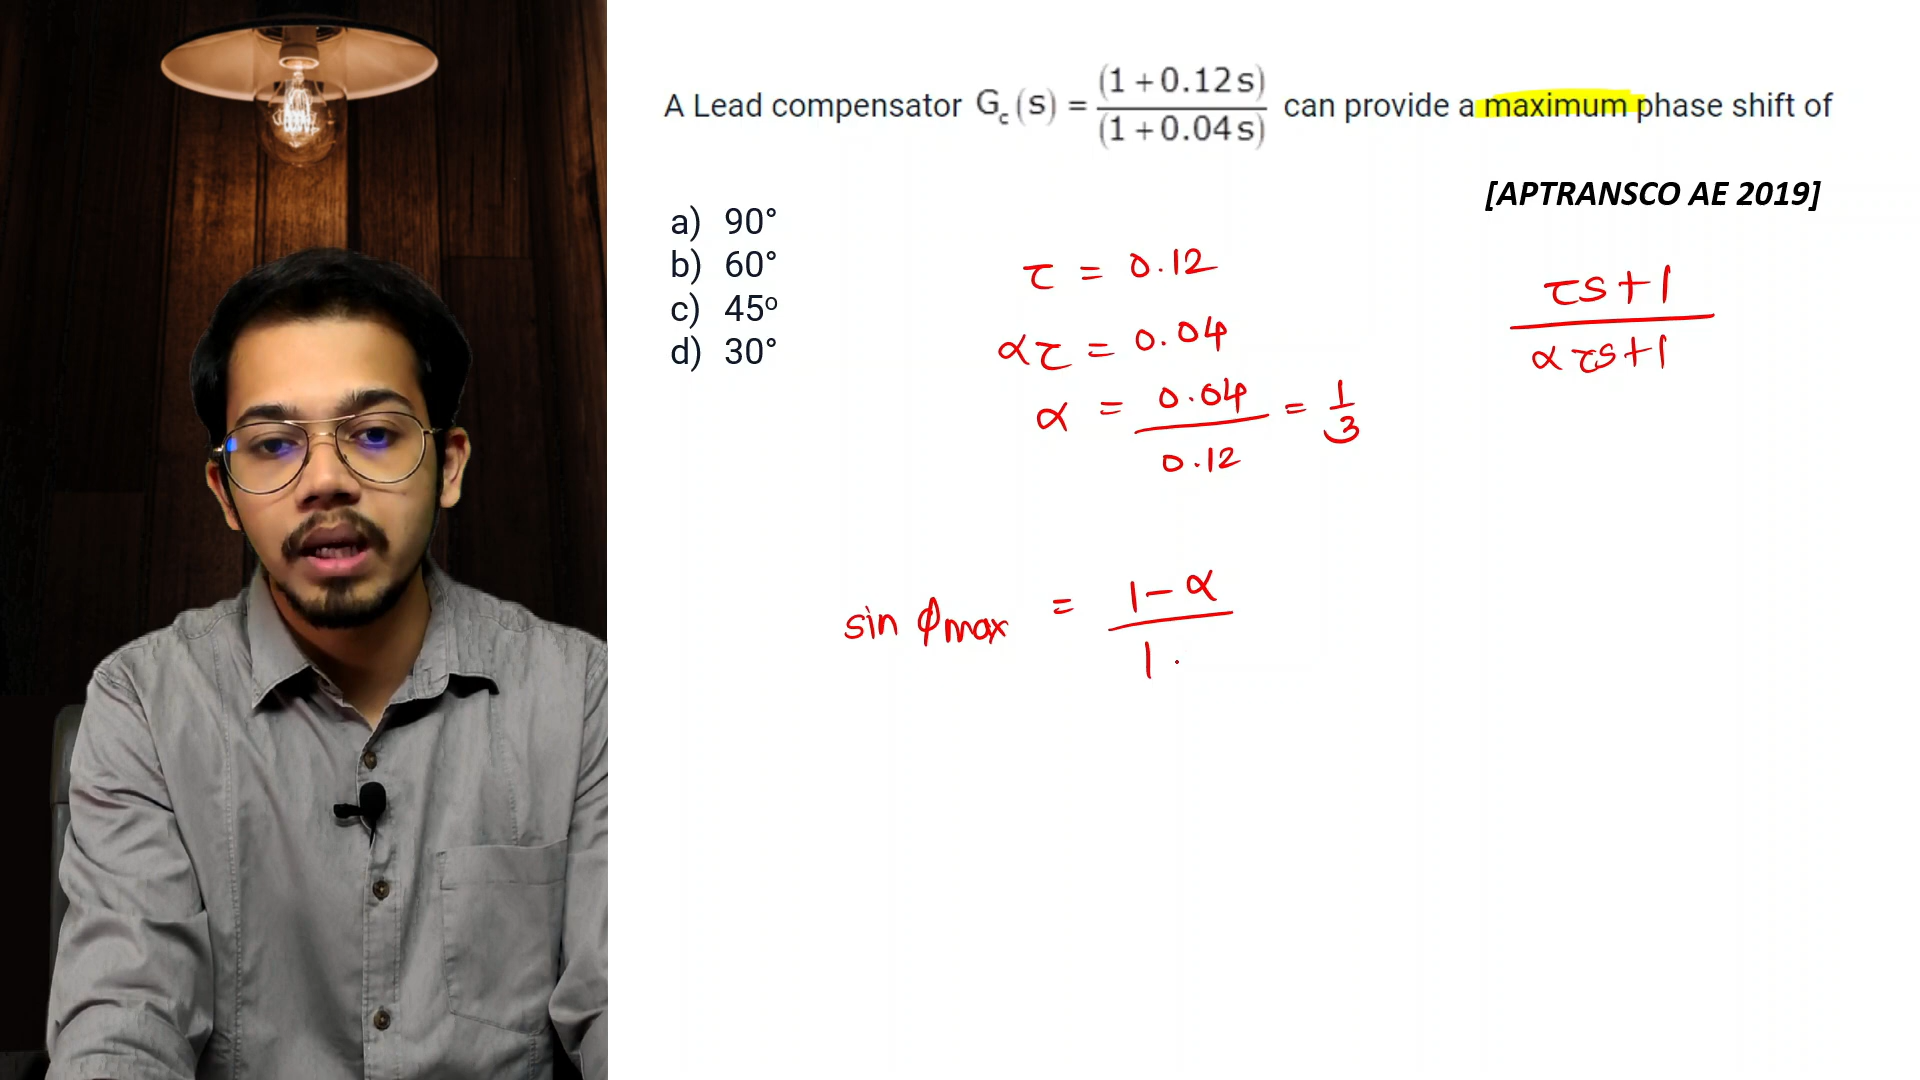 A Lead compensator G_c(s) = (1+0.12s)/(1+0.04s) can provide a maximum phase shift of
[APTRANSCO AE 2019]
a) 90°
b) 60°
c) 45º
d) 30°
τ = 0.12
ατ = 0.04
α = 0.04/0.12 = 1/3
τs+1
ατs+1
sin φmax = 1-α
1